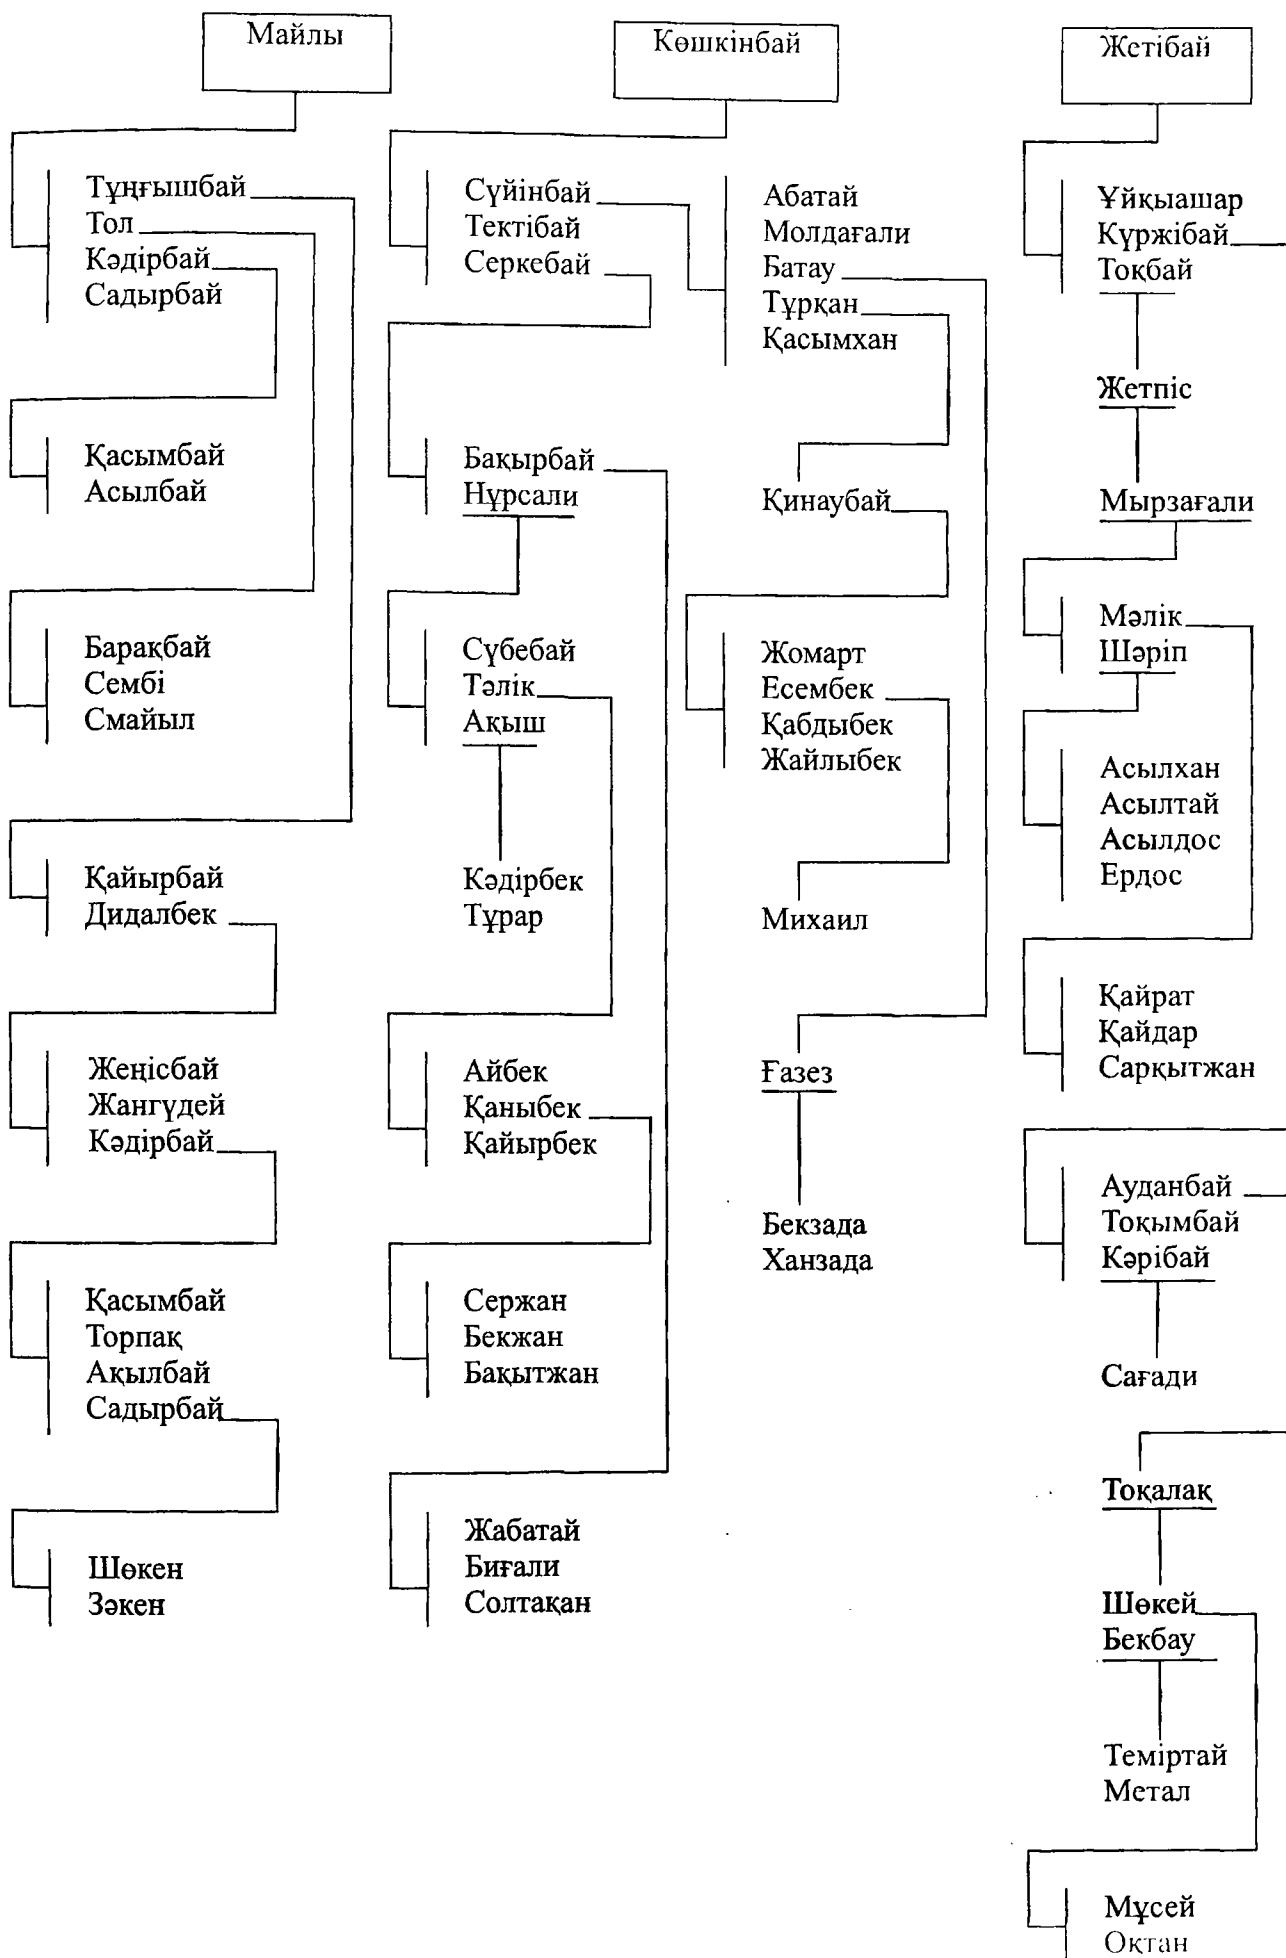 Майлы
Тұңғышбай
Тол
Кәдірбай
Садырбай
Қасымбай
Асылбай
Барақбай
Сембі
Смайыл
Қайырбай
Дидалбек
Жеңісбай
Жангүдей
Кәдірбай
Қасымбай
Торпақ
Ақылбай
Садырбай
Шөкен
Зәкен
Көшкінбай
Сүйінбай
Тектібай
Серкебай
Бақырбай
Нұрсали
Сүбебай
Тәлік
Ақыш
Кәдірбек
Тұрар
Айбек
Қаныбек
Қайырбек
Сержан
Бекжан
Бақытжан
Жабатай
Биғали
Солтақан
Абатай
Молдағали
Батау
Тұрқан
Қасымхан
Қинаубай
Жомарт
Есембек
Қабдыбек
Жайлыбек
Михаил
Ғазез
Бекзада
Ханзада
Жетібай
Ұйқыашар
Күржібай
Тоқбай
Жетпіс
Мырзағали
Мәлік
Шәріп
Асылхан
Асылтай
Асылдос
Ердос
Қайрат
Қайдар
Сарқытжан
Ауданбай
Тоқымбай
Кәрібай
Сағади
Тоқалақ
Шөкей
Бекбау
Теміртай
Метал
Мұсей
Оқтан